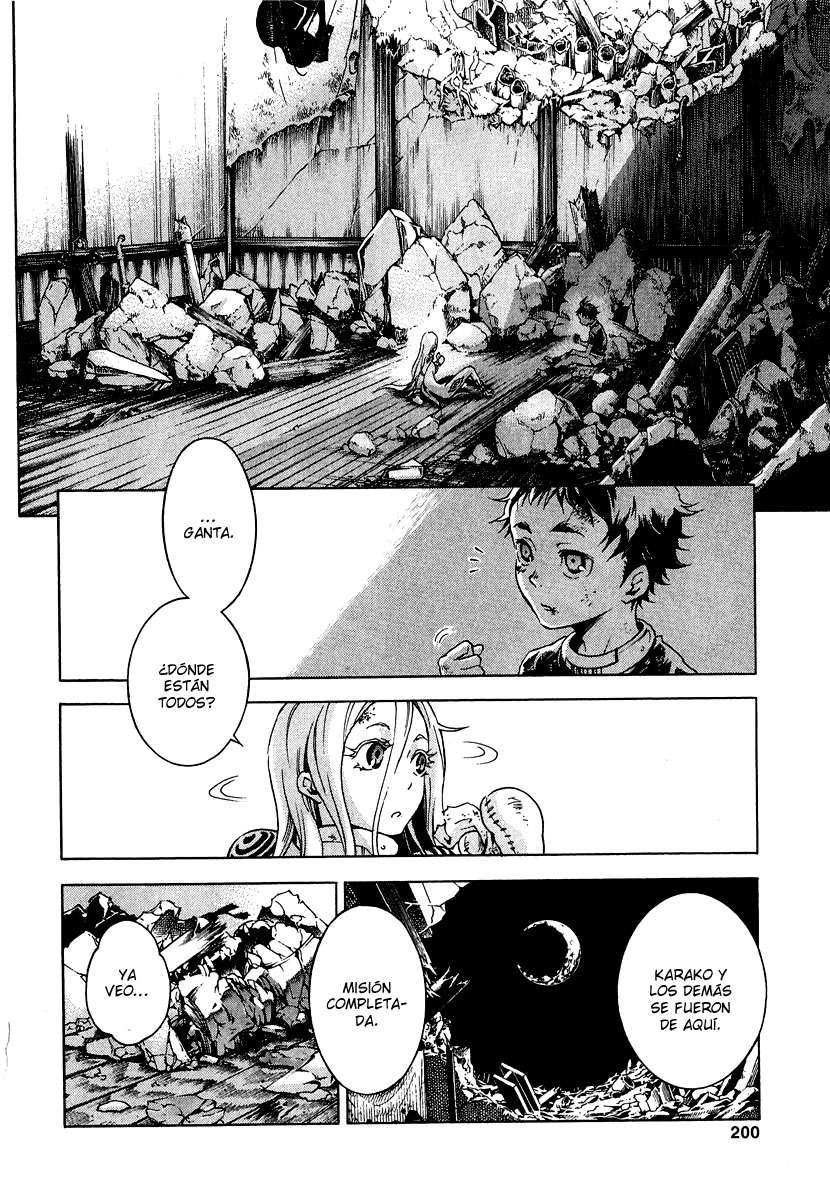 ...
GANTA.
¿DÓNDE
ESTÁN
TODOS?
KARAKO Y
LOS DEMÁS
SE FUERON
DE AQUÍ.
MISIÓN
COMPLETA-
DA.
YA
VEO...
200